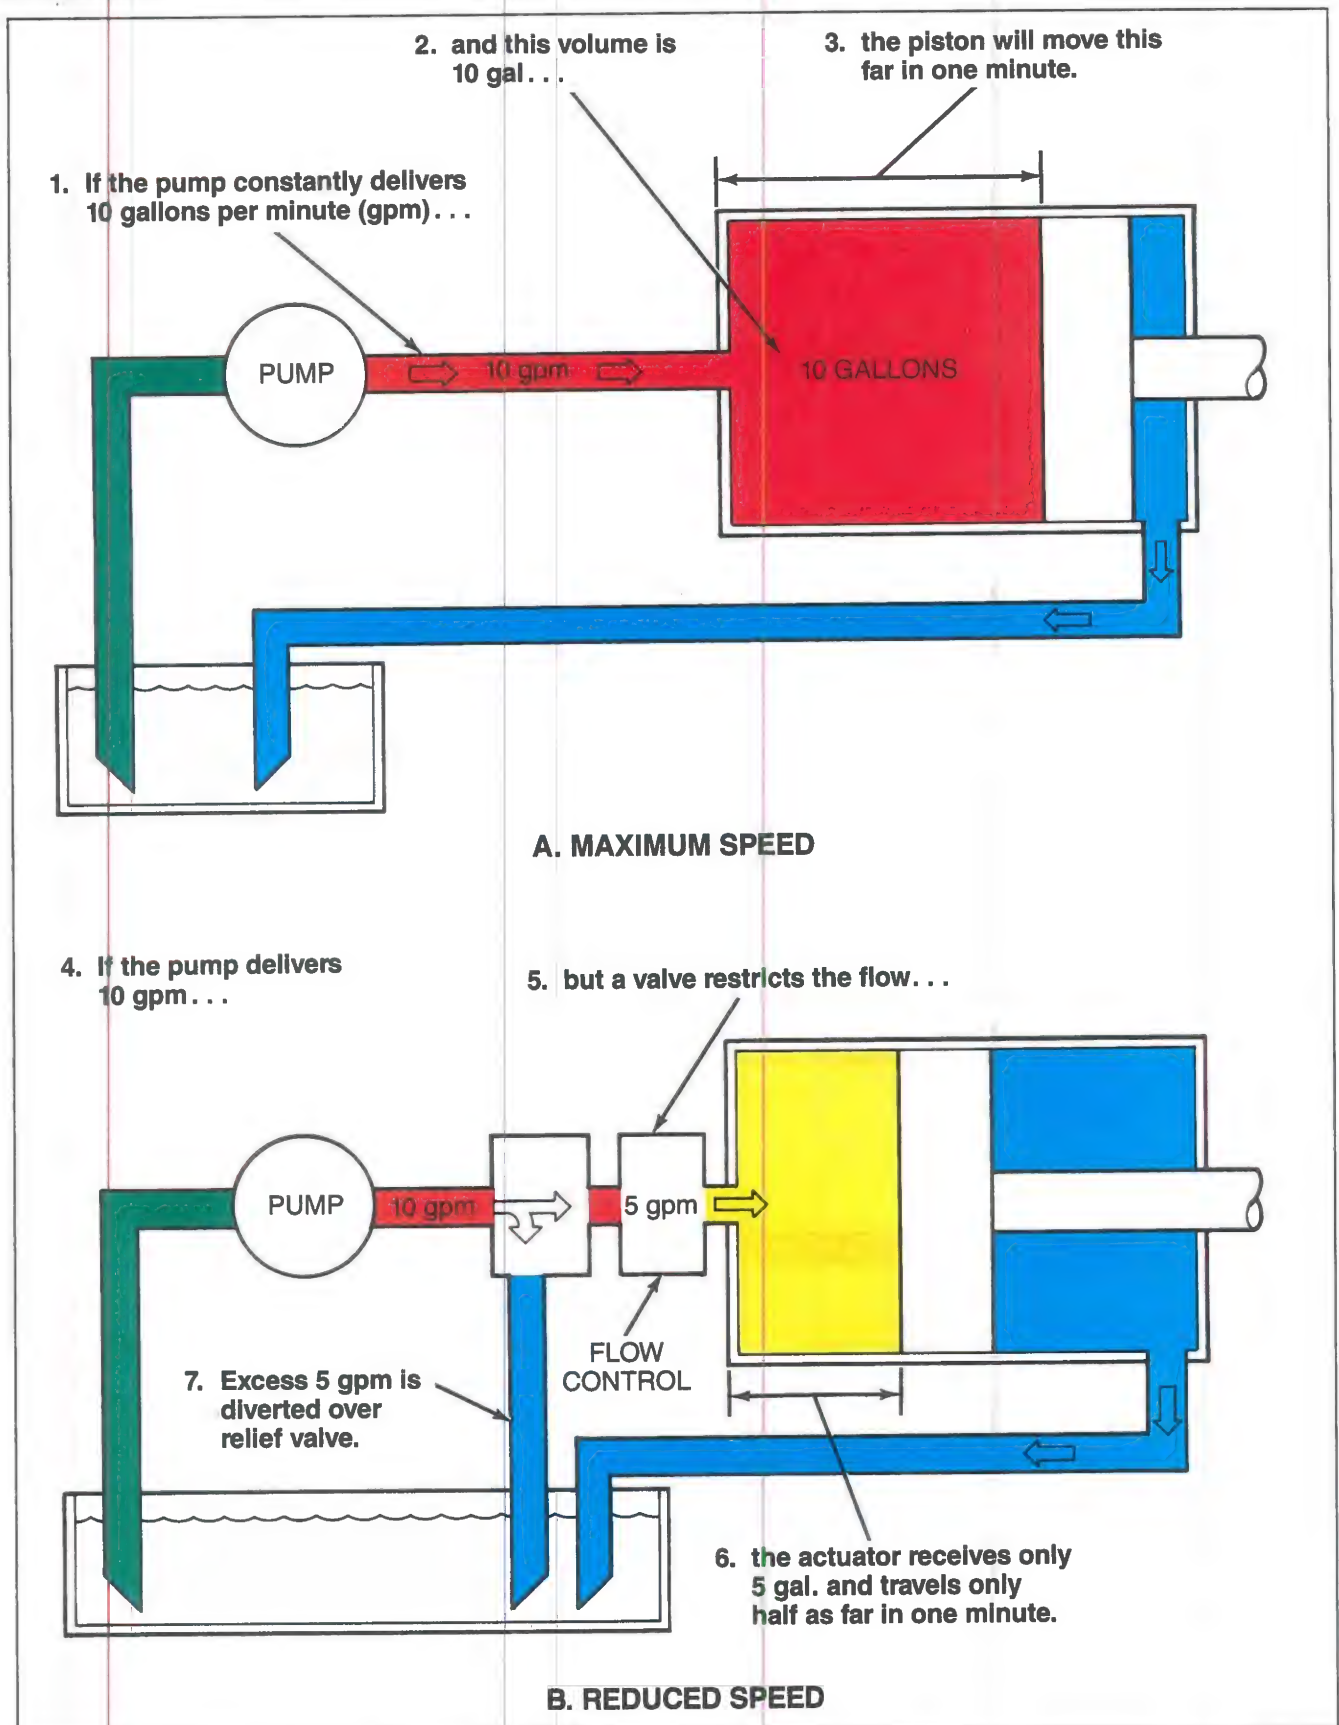 2. and this volume is
10 gal...
3. the piston will move this
far in one minute.
1. If the pump constantly delivers
10 gallons per minute (gpm)...
PUMP
10 gpm
10 GALLONS
A. MAXIMUM SPEED
4. If the pump delivers
10 gpm...
5. but a valve restricts the flow...
PUMP
10 gpm
5 gpm
FLOW
CONTROL
7. Excess 5 gpm is
diverted over
relief valve.
6. the actuator receives only
5 gal. and travels only
half as far in one minute.
B. REDUCED SPEED